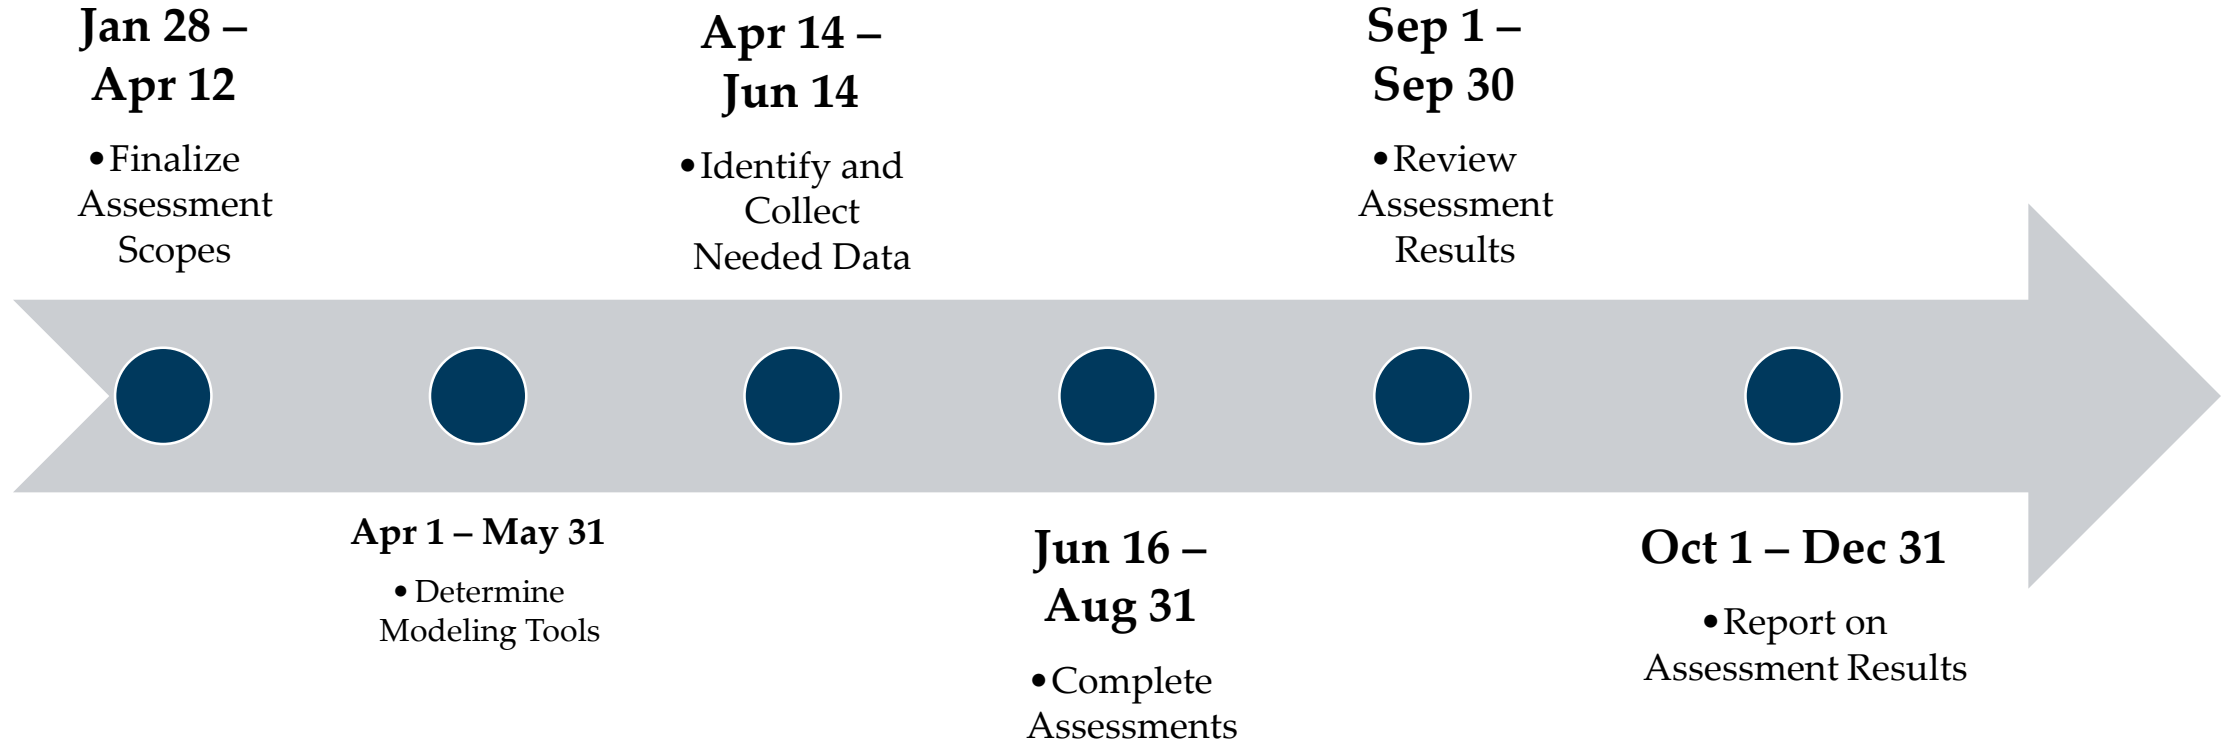 Jan 28 –
Apr 12
•Finalize
Assessment
Scopes
Apr 1 – May 31
•Determine
Modeling Tools
Apr 14 –
Jun 14
•Identify and
Collect
Needed Data
Jun 16 –
Aug 31
•Complete
Assessments
Sep 1 –
Sep 30
•Review
Assessment
Results
Oct 1 – Dec 31
•Report on
Assessment Results